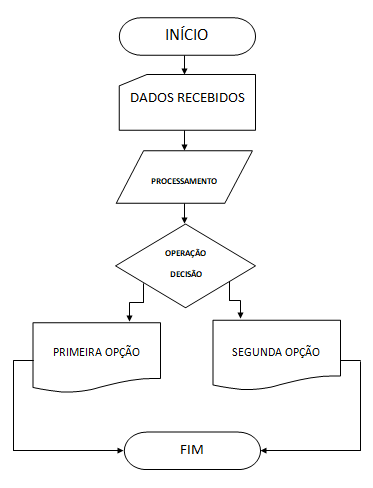 INÍCIO
DADOS RECEBIDOS
PROCESSAMENTO
OPERAÇÃO
DECISÃO
PRIMEIRA OPÇÃO
SEGUNDA OPÇÃO
FIM